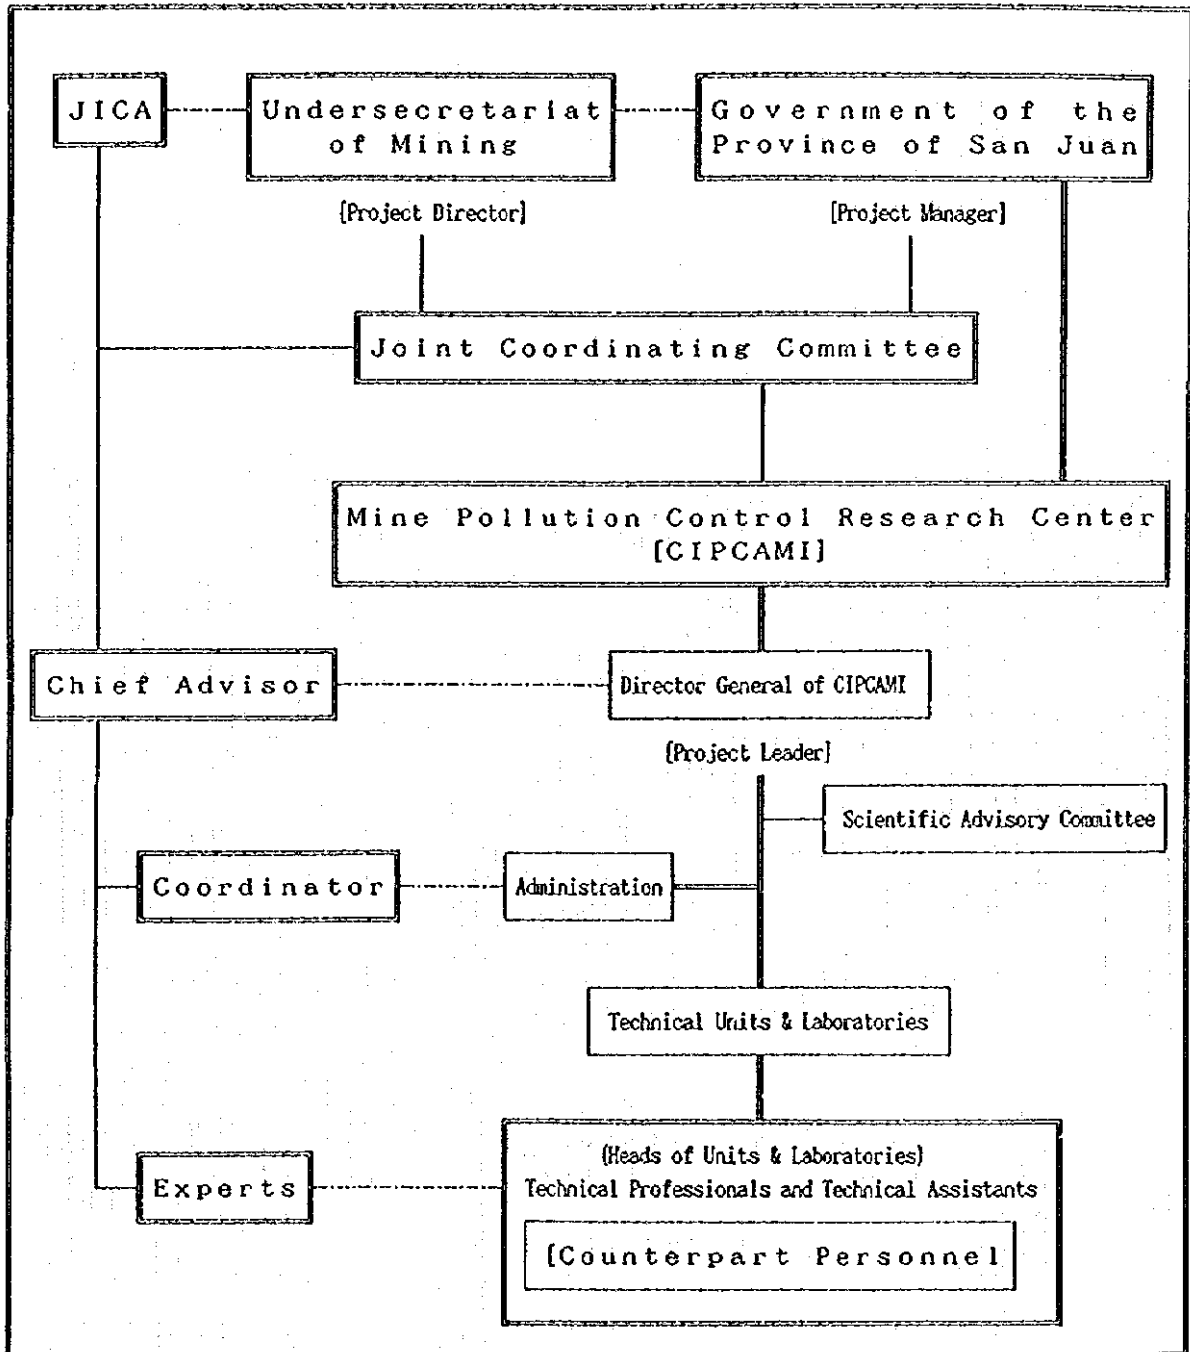 JICA
Undersecretariat
of Mining
Government of the
Province of San Juan
[Project Director]
[Project Manager]
Joint Coordinating Committee
Mine Pollution Control Research Center
[CIPCAMI]
Chief Advisor
Director General of CIPCAMI
[Project Leader]
Scientific Advisory Committee
Coordinator
Administration
Technical Units & Laboratories
(Heads of Units & Laboratories)
Technical Professionals and Technical Assistants
Experts
[Counterpart Personnel